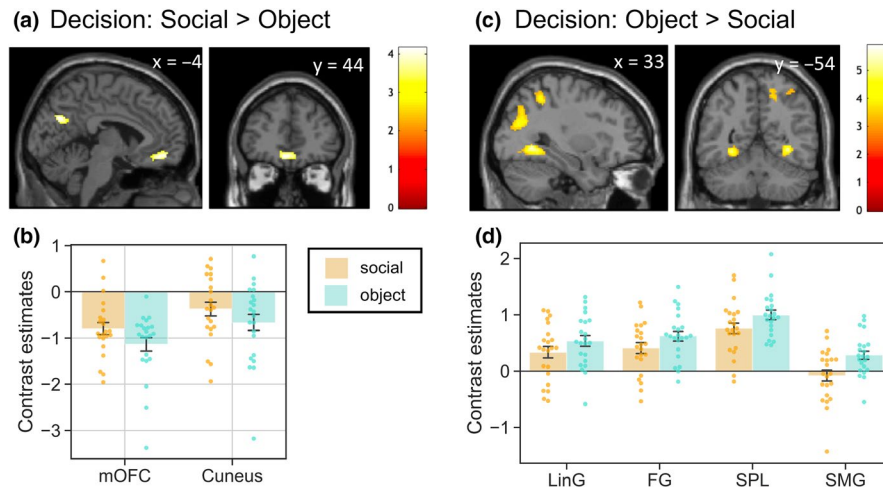 (a) Decision: Social > Object
x = −4
y = 44
4
3
2
1
0
(b)
1
0
−1
−2
−3
Contrast estimates
mOFC Cuneus
social
object
(c) Decision: Object > Social
x = 33
y = −54
5
4
3
2
1
0
(d)
2
1
0
−1
Contrast estimates
LinG FG SPL SMG